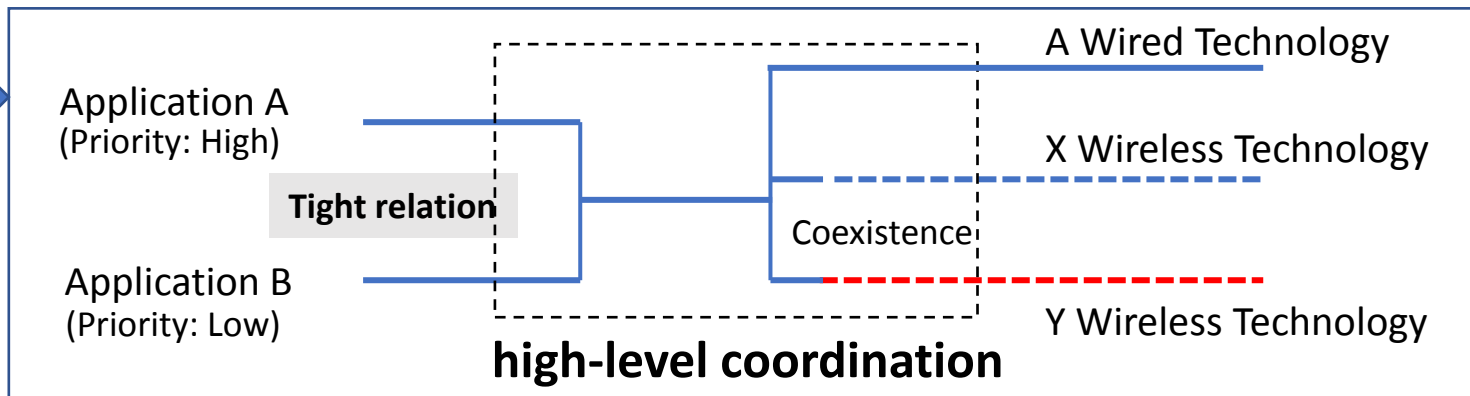 A Wired Technology
Application A
(Priority: High)
X Wireless Technology
Tight relation
Coexistence
Application B
(Priority: Low)
Y Wireless Technology
high-level coordination